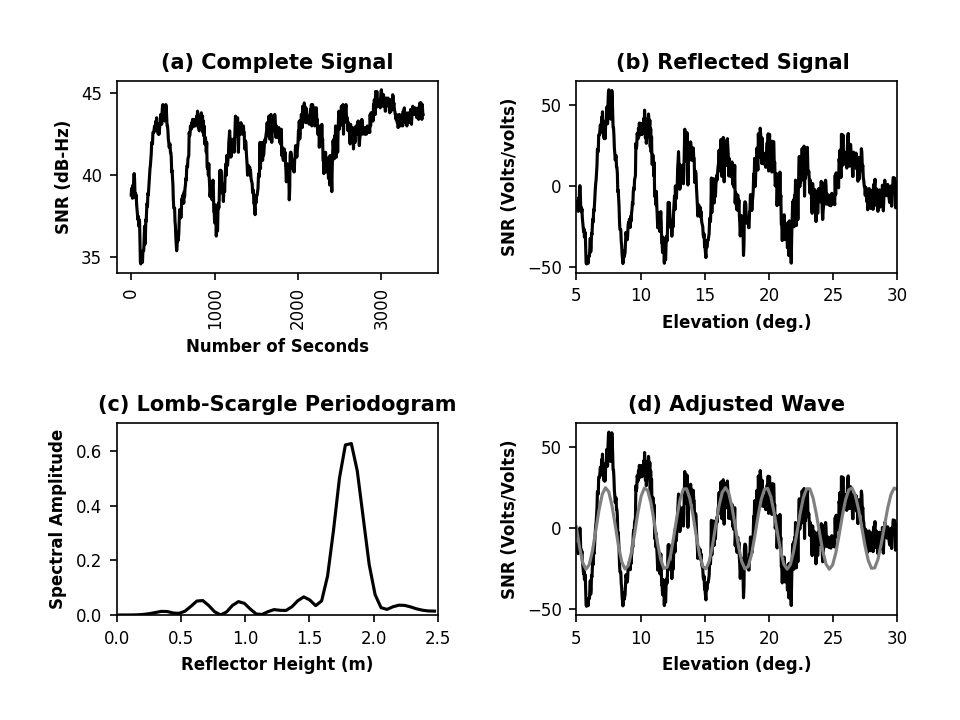 (a) Complete Signal
SNR (dB-Hz)
45
40
35
0
1000
2000
3000
Number of Seconds
(b) Reflected Signal
SNR (Volts/volts)
50
0
−50
5
10
15
20
25
30
Elevation (deg.)
(c) Lomb-Scargle Periodogram
Spectral Amplitude
0.6
0.4
0.2
0.0
0.0
0.5
1.0
1.5
2.0
2.5
Reflector Height (m)
(d) Adjusted Wave
SNR (Volts/Volts)
50
0
−50
5
10
15
20
25
30
Elevation (deg.)